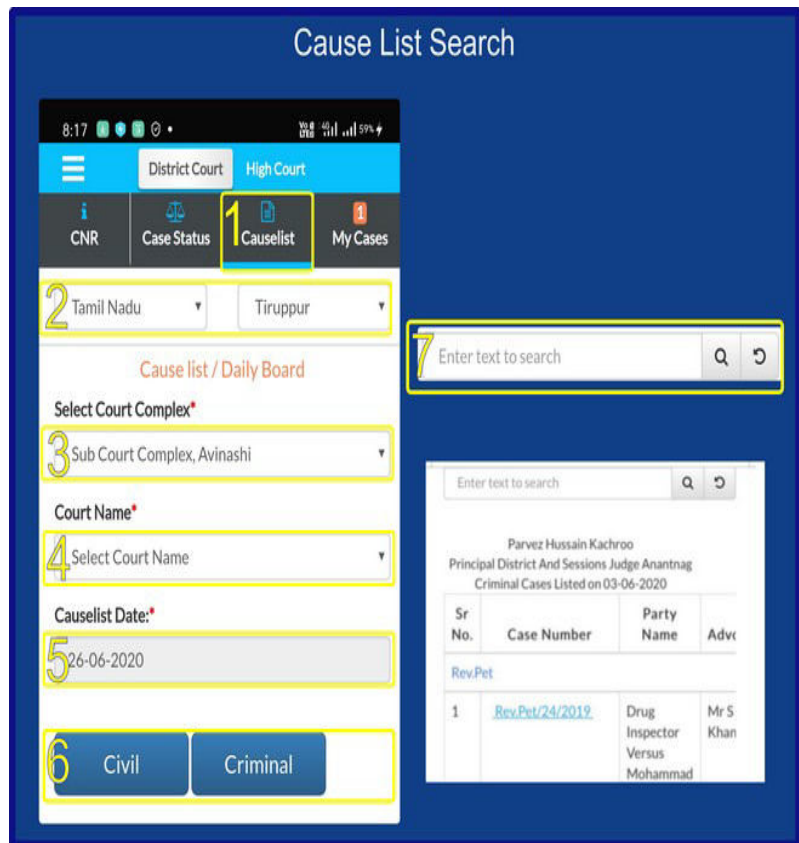 Cause List Search
8:17 59%
District Court High Court
1
CNR Case Status Causelist My Cases
1
2 Tamil Nadu Tiruppur
Cause list / Daily Board
Select Court Complex*
3 Sub Court Complex, Avinashi
Court Name*
4 Select Court Name
Causelist Date:*
5 26-06-2020
6 Civil Criminal
7 Enter text to search
Enter text to search
Parvez Hussain Kachroo
Principal District And Sessions Judge Anantnag
Criminal Cases Listed on 03-06-2020
Sr Party
No. Case Number Name Advc
Rev.Pet
1 Rev.Pet/24/2019 Drug Mr S
Inspector Khan
Versus
Mohammad